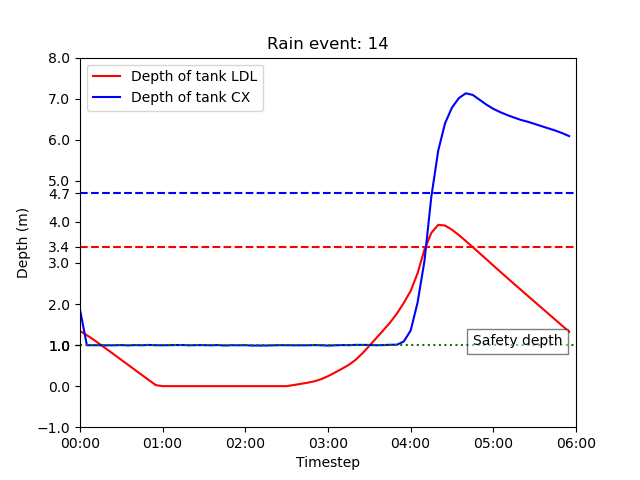 Rain event: 14
Depth of tank LDL
Depth of tank CX
8.0
7.0
6.0
5.0
4.7
4.0
3.4
3.0
2.0
1.0
1.0
0.0
−1.0
Depth (m)
Safety depth
00:00 01:00 02:00 03:00 04:00 05:00 06:00
Timestep